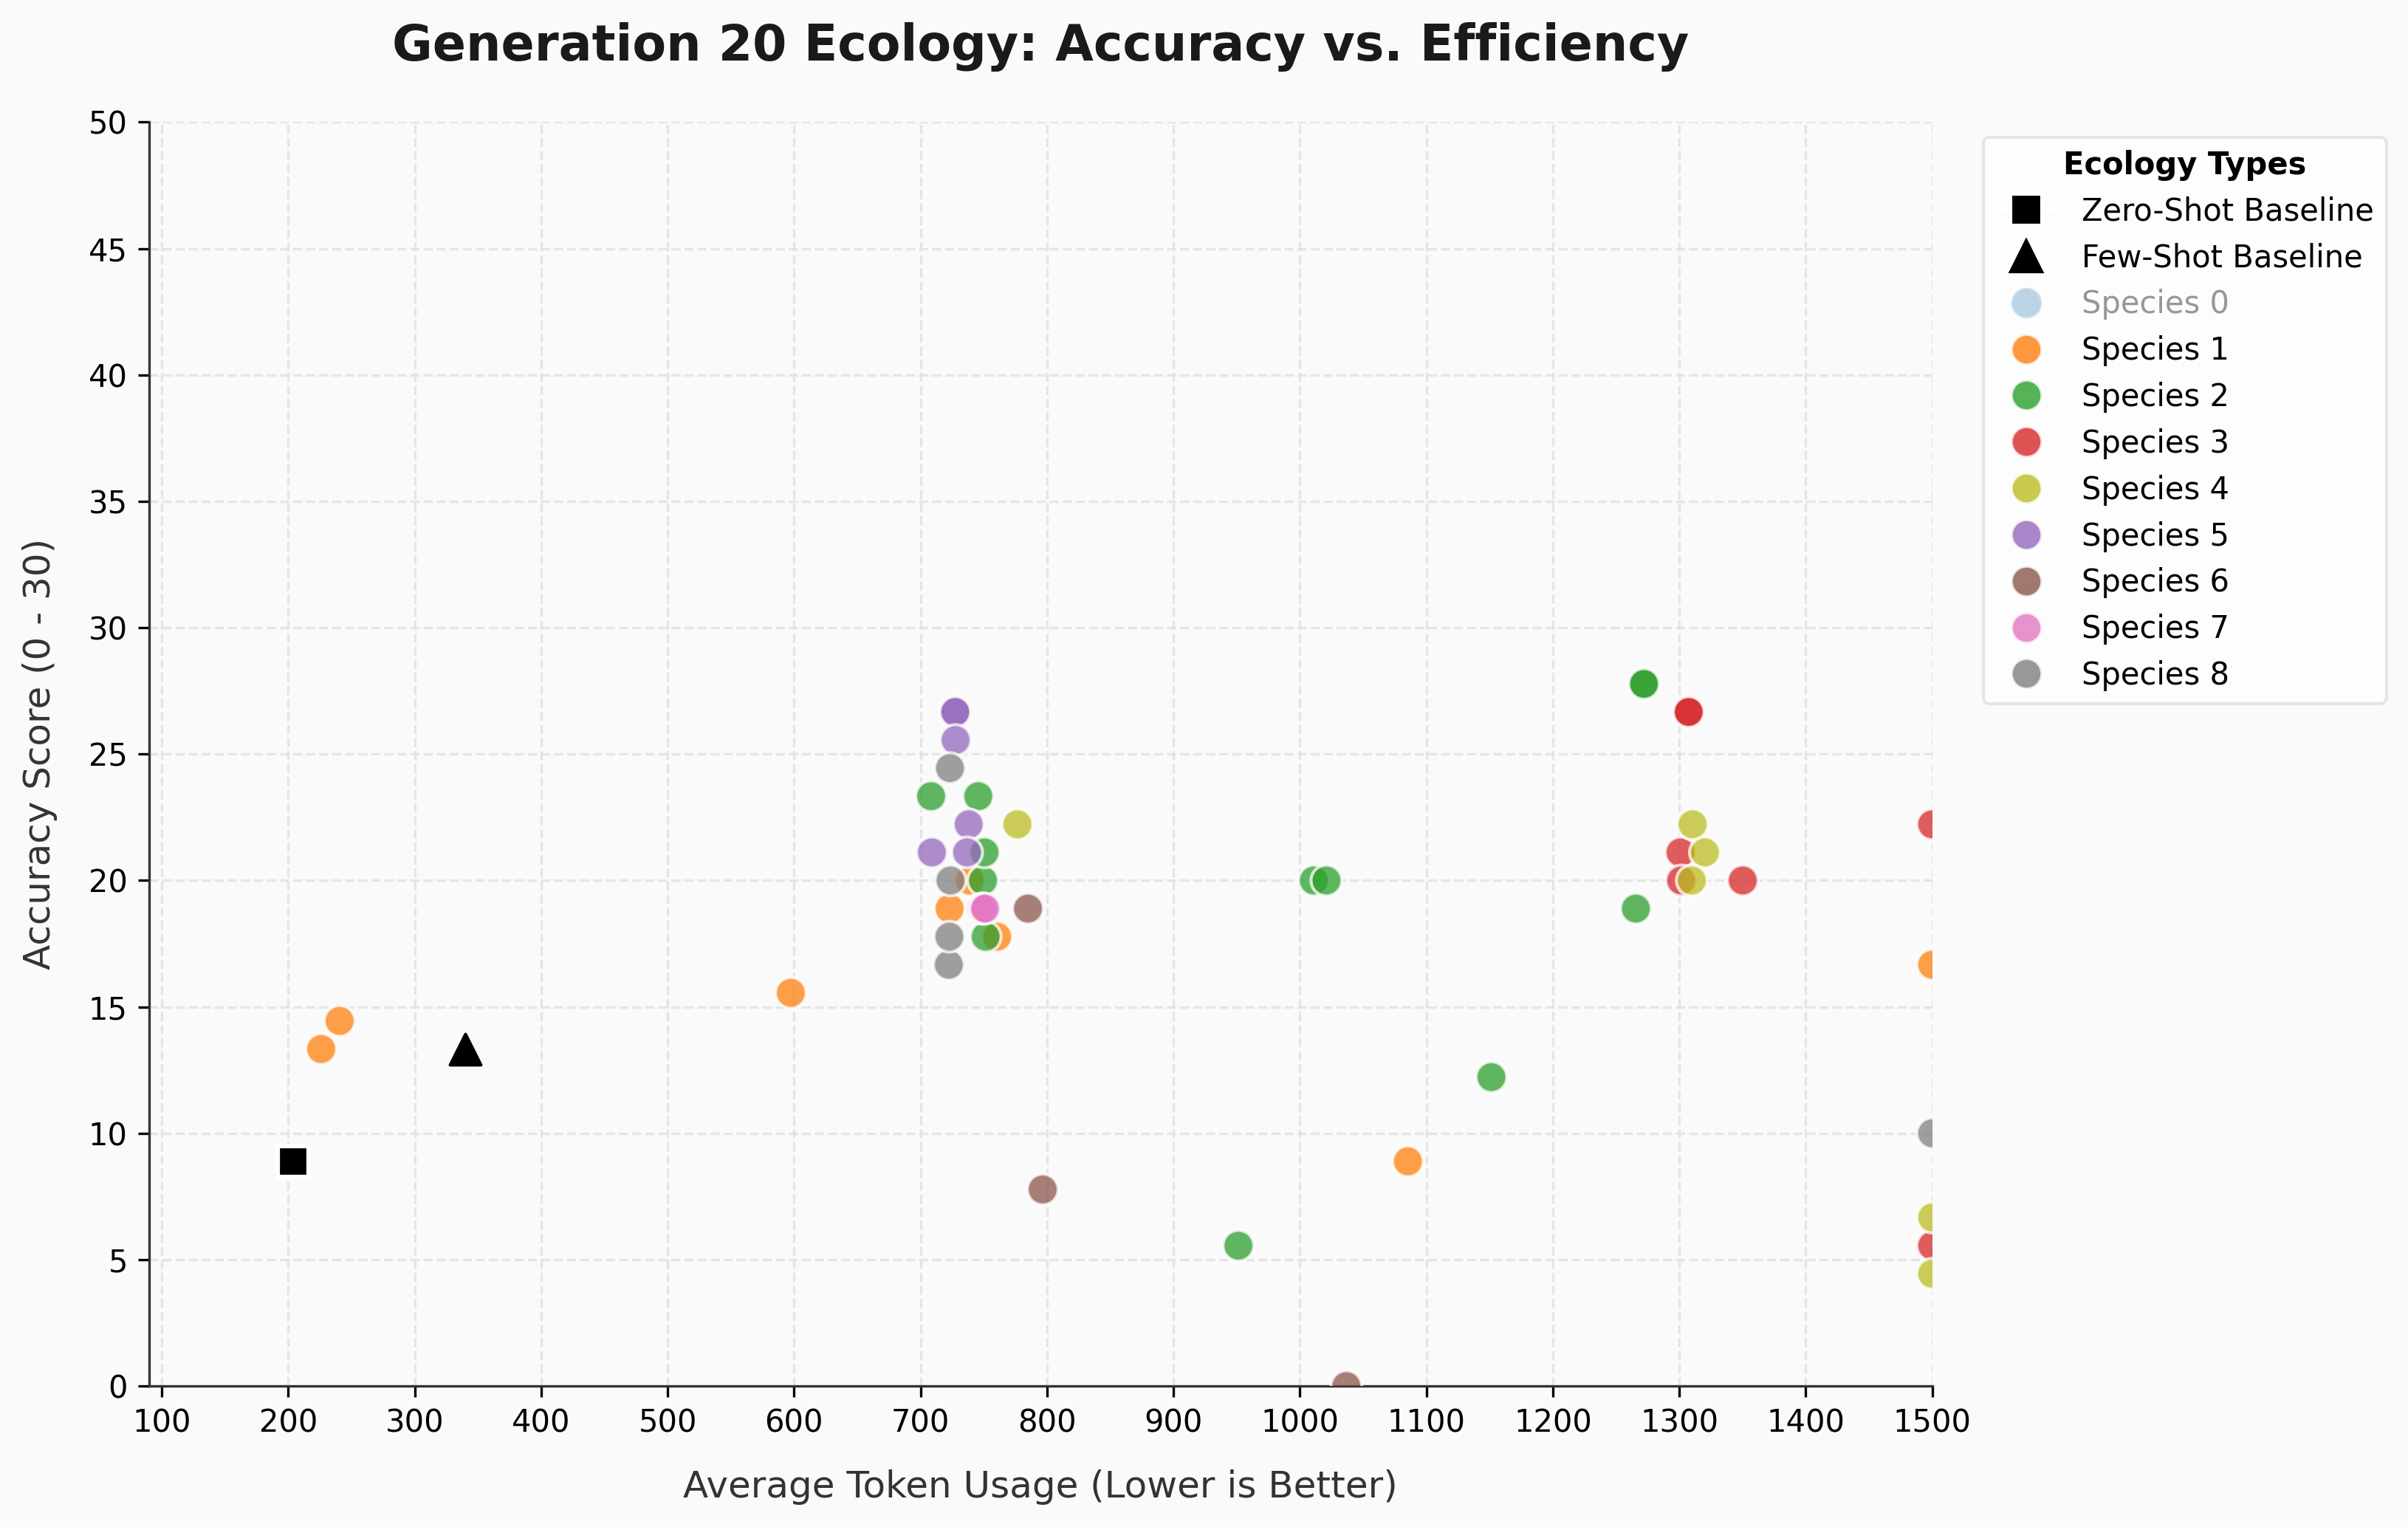 Generation 20 Ecology: Accuracy vs. Efficiency
50
45
40
35
30
25
20
15
10
5
0
Accuracy Score (0 - 30)
100 200 300 400 500 600 700 800 900 1000 1100 1200 1300 1400 1500
Average Token Usage (Lower is Better)
Ecology Types
Zero-Shot Baseline
Few-Shot Baseline
Species 0
Species 1
Species 2
Species 3
Species 4
Species 5
Species 6
Species 7
Species 8